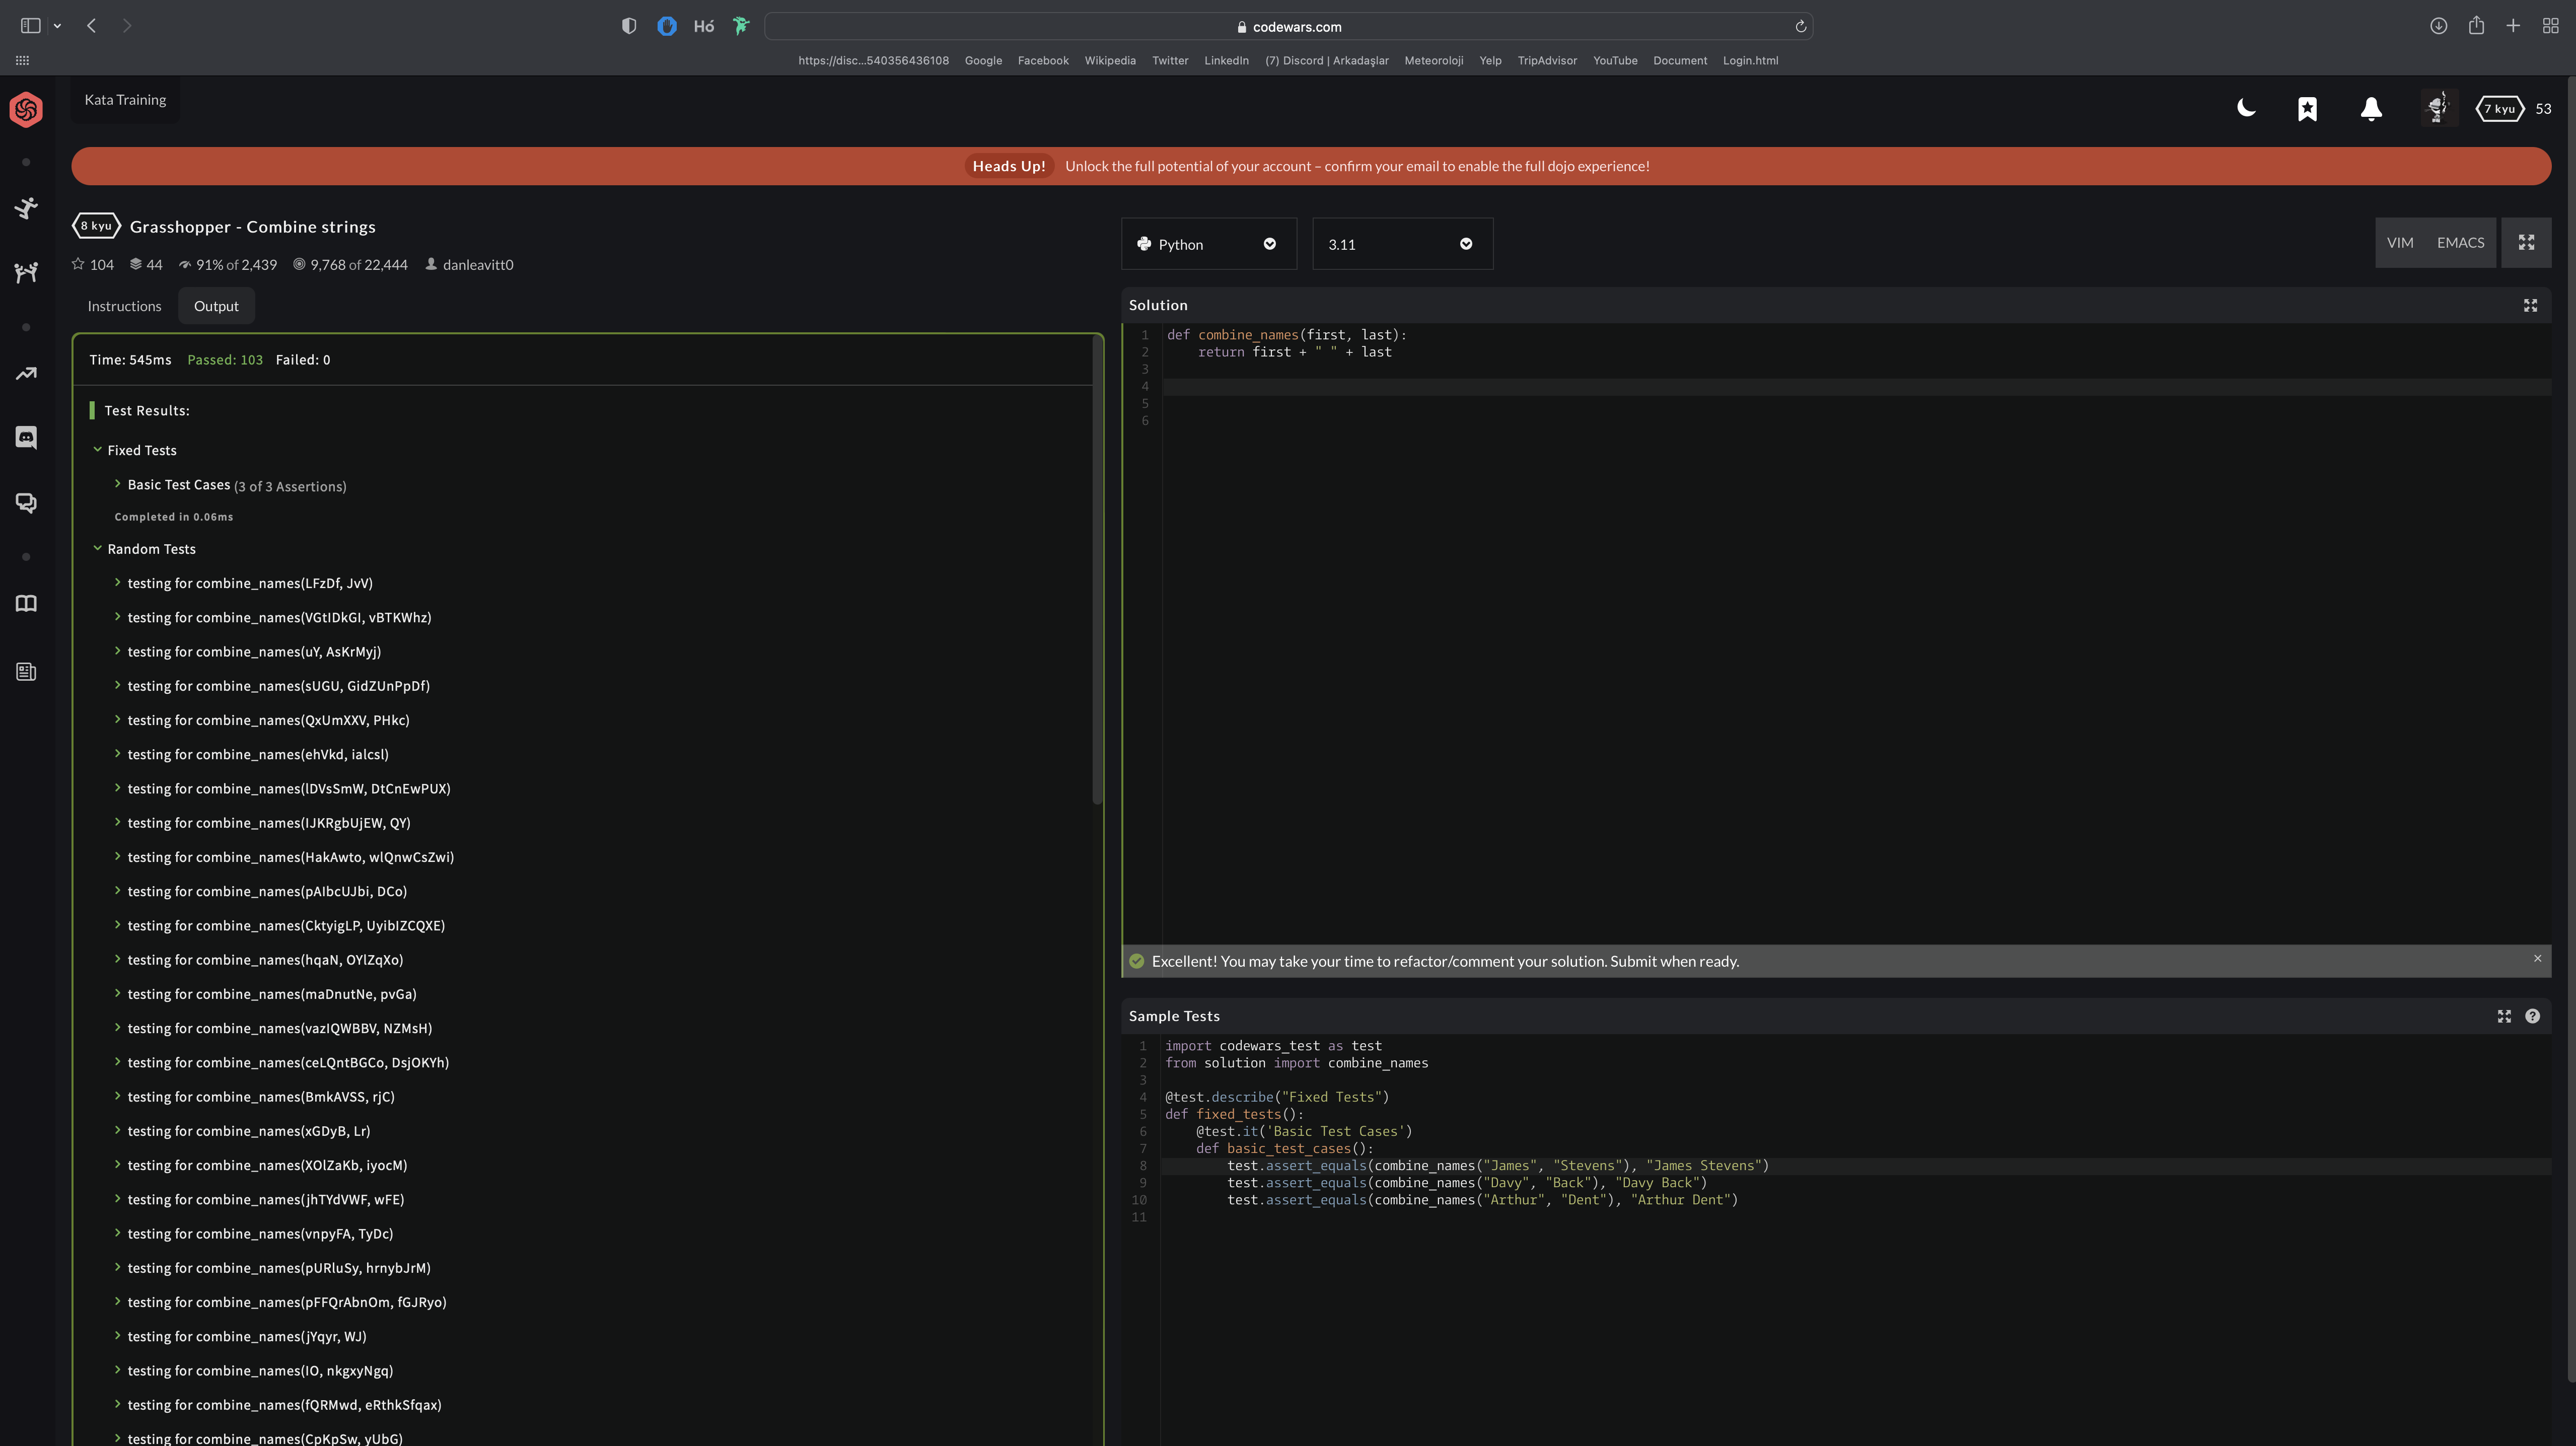 Hó
codewars.com
https://disc...540356436108 Google Facebook Wikipedia Twitter LinkedIn (7) Discord | Arkadaşlar Meteoroloji Yelp TripAdvisor YouTube Document Login.html
Kata Training
7 kyu 53
Heads Up! Unlock the full potential of your account – confirm your email to enable the full dojo experience!
8 kyu Grasshopper - Combine strings
104 44 91% of 2,439 9,768 of 22,444 danleavitt0
Instructions Output
Time: 545ms Passed: 103 Failed: 0
Test Results:
Fixed Tests
Basic Test Cases (3 of 3 Assertions)
Completed in 0.06ms
Random Tests
testing for combine_names(LFzDf, JvV)
testing for combine_names(VGtIDkGI, vBTKWhz)
testing for combine_names(uY, AsKrMyj)
testing for combine_names(sUGU, GidZUnPpDf)
testing for combine_names(QxUmXXV, PHkc)
testing for combine_names(ehVkd, ialcsl)
testing for combine_names(lDVsSmW, DtCnEwPUX)
testing for combine_names(IJKRgbUjEW, QY)
testing for combine_names(HakAwto, wlQnwCsZwi)
testing for combine_names(pAIbcUJbi, DCo)
testing for combine_names(CktyigLP, UyibIZCQXE)
testing for combine_names(hqaN, OYlZqXo)
testing for combine_names(maDnutNe, pvGa)
testing for combine_names(vazIQWBBV, NZMsH)
testing for combine_names(ceLQntBGCo, DsjOKYh)
testing for combine_names(BmkAVSS, rjC)
testing for combine_names(xGDyB, Lr)
testing for combine_names(XOlZaKb, iyocM)
testing for combine_names(jhTYdVWF, wFE)
testing for combine_names(vnpyFA, TyDc)
testing for combine_names(pURluSy, hrnybJrM)
testing for combine_names(pFFQrAbnOm, fGJRyo)
testing for combine_names(jYqyr, WJ)
testing for combine_names(IO, nkgxyNgq)
testing for combine_names(fQRMwd, eRthkSfqax)
testing for combine_names(CpKpSw, yUbG)
Python 3.11 VIM EMACS
Solution
1 def combine_names(first, last):
2 return first + " " + last
3
4
5
6
Excellent! You may take your time to refactor/comment your solution. Submit when ready.
Sample Tests
1 import codewars_test as test
2 from solution import combine_names
3
4 @test.describe("Fixed Tests")
5 def fixed_tests():
6 @test.it('Basic Test Cases')
7 def basic_test_cases():
8 test.assert_equals(combine_names("James", "Stevens"), "James Stevens")
9 test.assert_equals(combine_names("Davy", "Back"), "Davy Back")
10 test.assert_equals(combine_names("Arthur", "Dent"), "Arthur Dent")
11